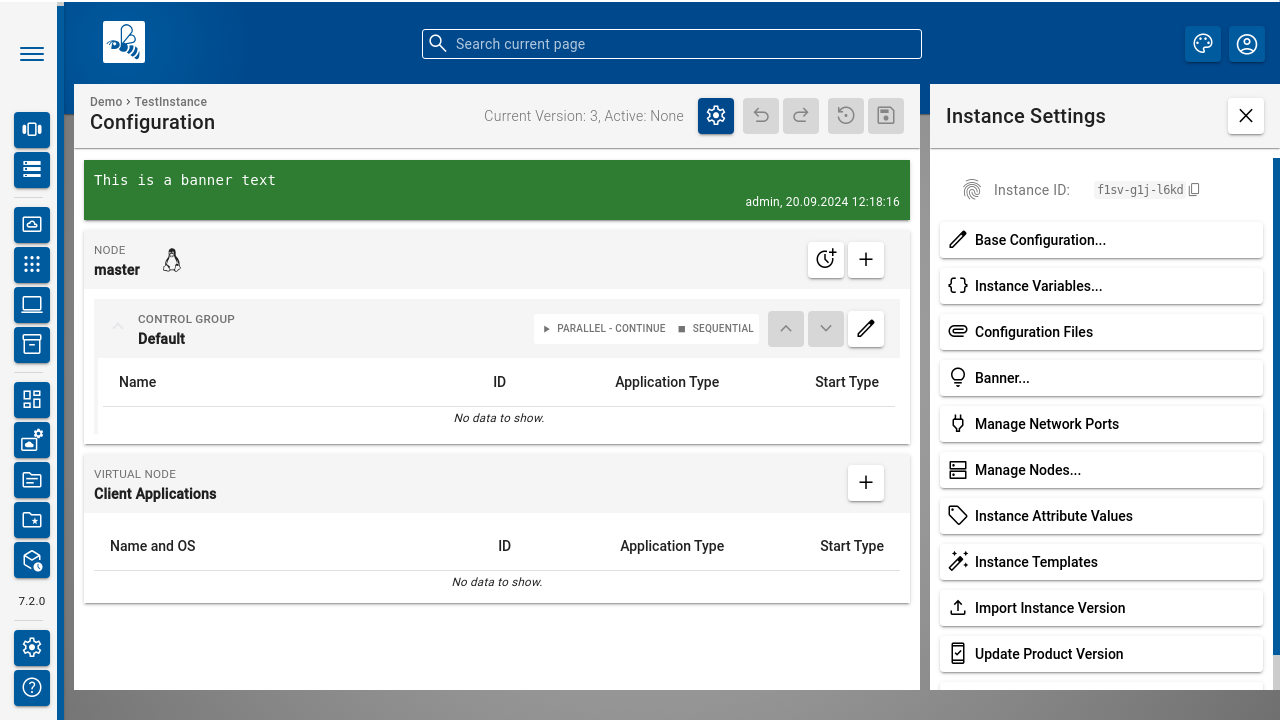 Search current page
Demo › TestInstance
Configuration
Current Version: 3, Active: None
This is a banner text
admin, 20.09.2024 12:18:16
NODE
master
CONTROL GROUP
Default
PARALLEL - CONTINUE
SEQUENTIAL
Name ID Application Type Start Type
No data to show.
VIRTUAL NODE
Client Applications
Name and OS ID Application Type Start Type
No data to show.
7.2.0
Instance Settings
Instance ID: f1sv-g1j-l6kd
Base Configuration...
Instance Variables...
Configuration Files
Banner...
Manage Network Ports
Manage Nodes...
Instance Attribute Values
Instance Templates
Import Instance Version
Update Product Version